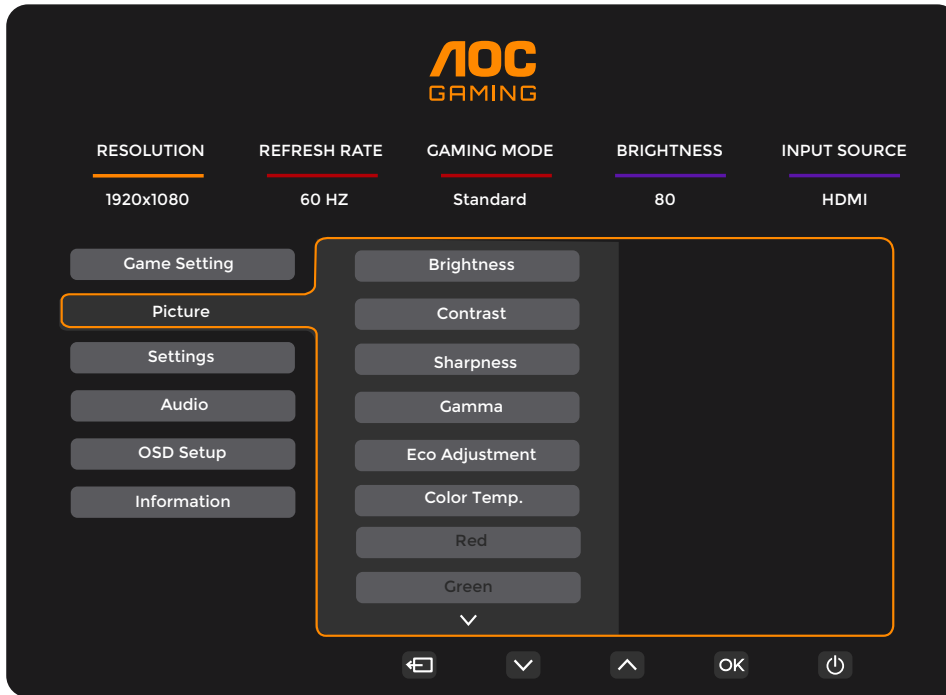 AOC
GAMING
RESOLUTION REFRESH RATE GAMING MODE BRIGHTNESS INPUT SOURCE
1920x1080 60 HZ Standard 80 HDMI
Game Setting
Picture
Settings
Audio
OSD Setup
Information
Brightness
Contrast
Sharpness
Gamma
Eco Adjustment
Color Temp.
Red
Green
OK